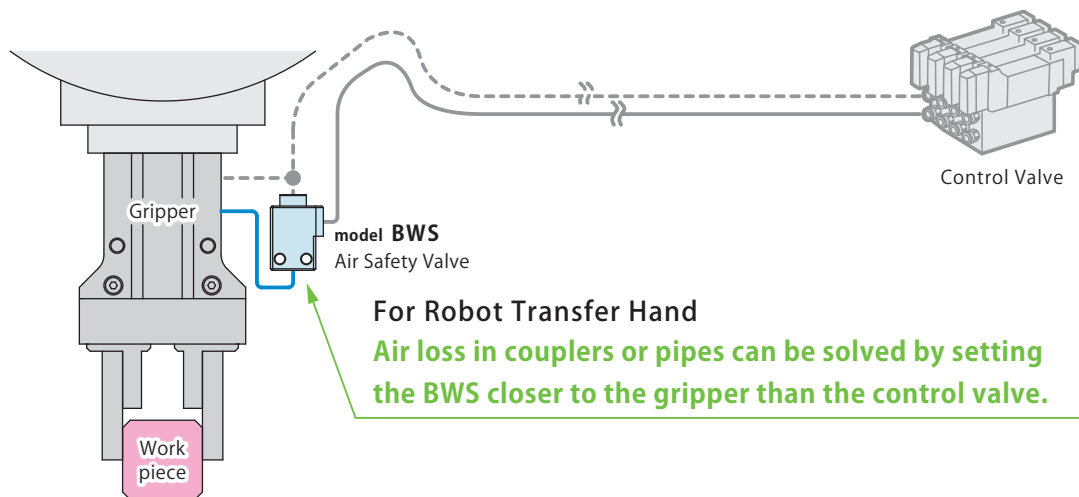 Control Valve
Gripper
model BWS
Air Safety Valve
For Robot Transfer Hand
Air loss in couplers or pipes can be solved by setting
the BWS closer to the gripper than the control valve.
Work
piece